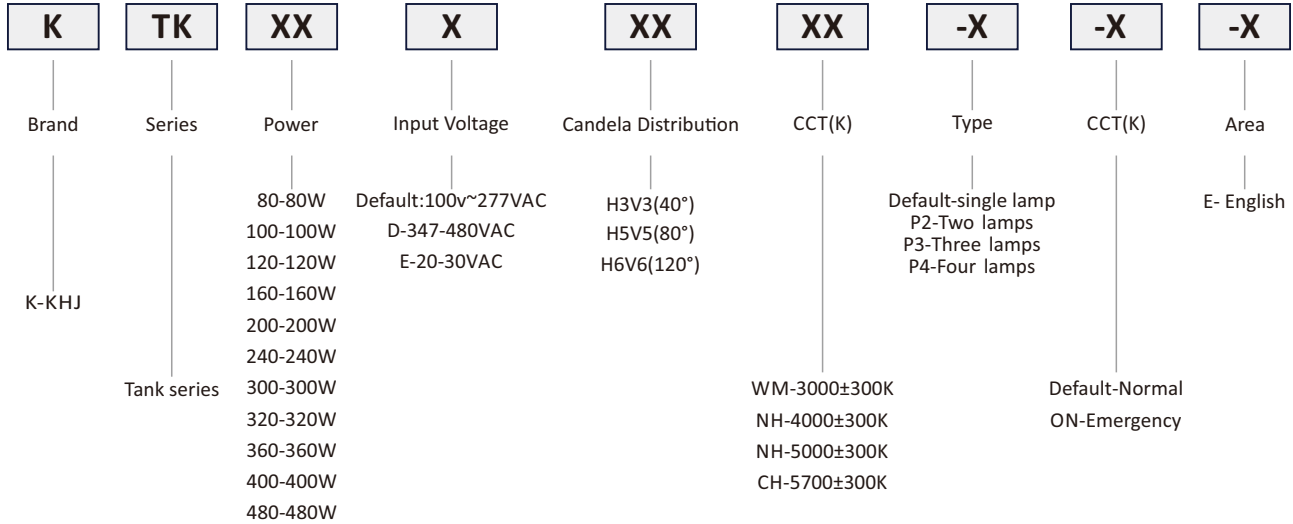 K TK XX X XX XX -X -X -X
Brand Series Power Input Voltage Candela Distribution CCT(K) Type CCT(K) Area
80-80W Default:100v~277VAC H3V3(40°) Default-single lamp E- English
100-100W D-347-480VAC H5V5(80°) P2-Two lamps
120-120W E-20-30VAC H6V6(120°) P3-Three lamps
P4-Four lamps
K-KHJ 160-160W
200-200W
240-240W
Tank series 300-300W WM-3000±300K Default-Normal
320-320W NH-4000±300K ON-Emergency
360-360W NH-5000±300K
400-400W CH-5700±300K
480-480W